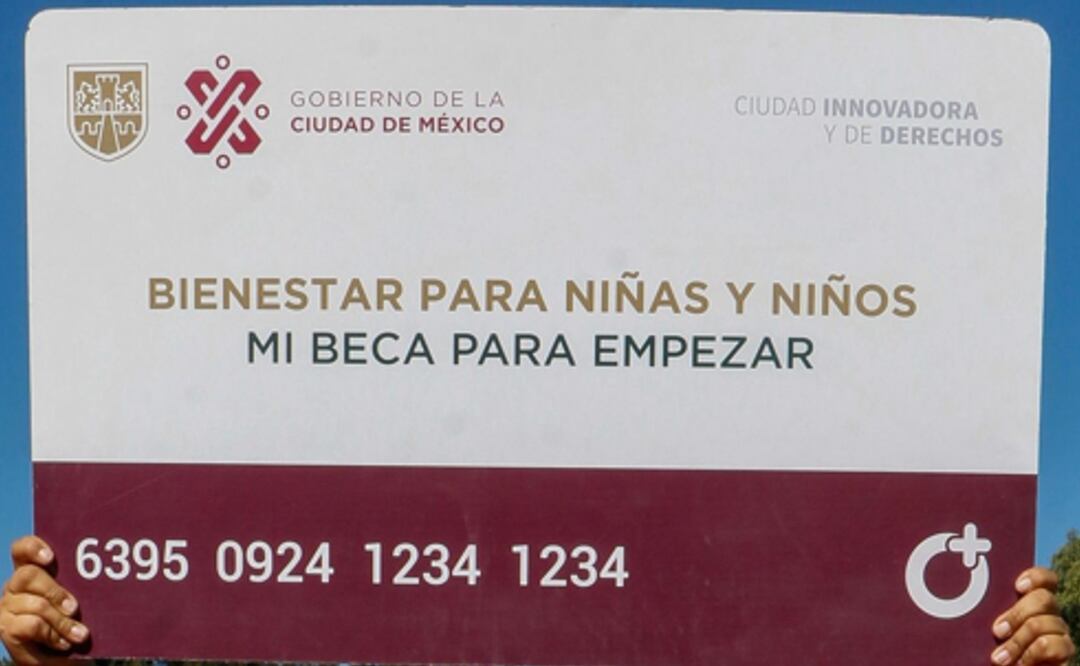 GOBIERNO DE LA
CIUDAD DE MÉXICO
CIUDAD INNOVADORA
Y DE DERECHOS
BIENESTAR PARA NIÑAS Y NIÑOS
MI BECA PARA EMPEZAR
6395 0924 1234 1234